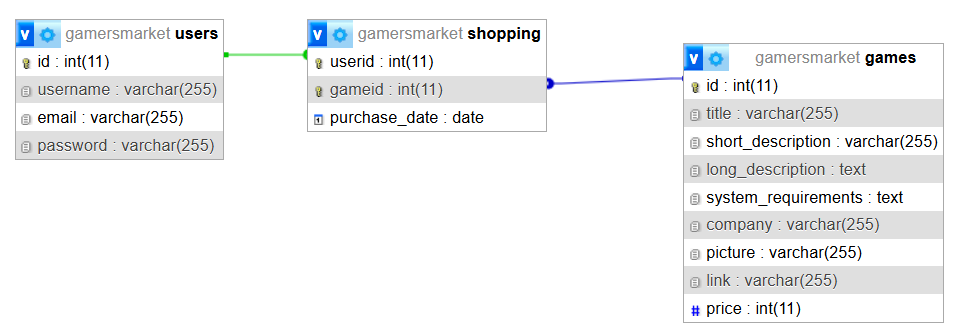 v gamersmarket users
id : int(11)
username : varchar(255)
email : varchar(255)
password : varchar(255)
v gamersmarket shopping
userid : int(11)
gameid : int(11)
purchase_date : date
v gamersmarket games
id : int(11)
title : varchar(255)
short_description : varchar(255)
long_description : text
system_requirements : text
company : varchar(255)
picture : varchar(255)
link : varchar(255)
# price : int(11)